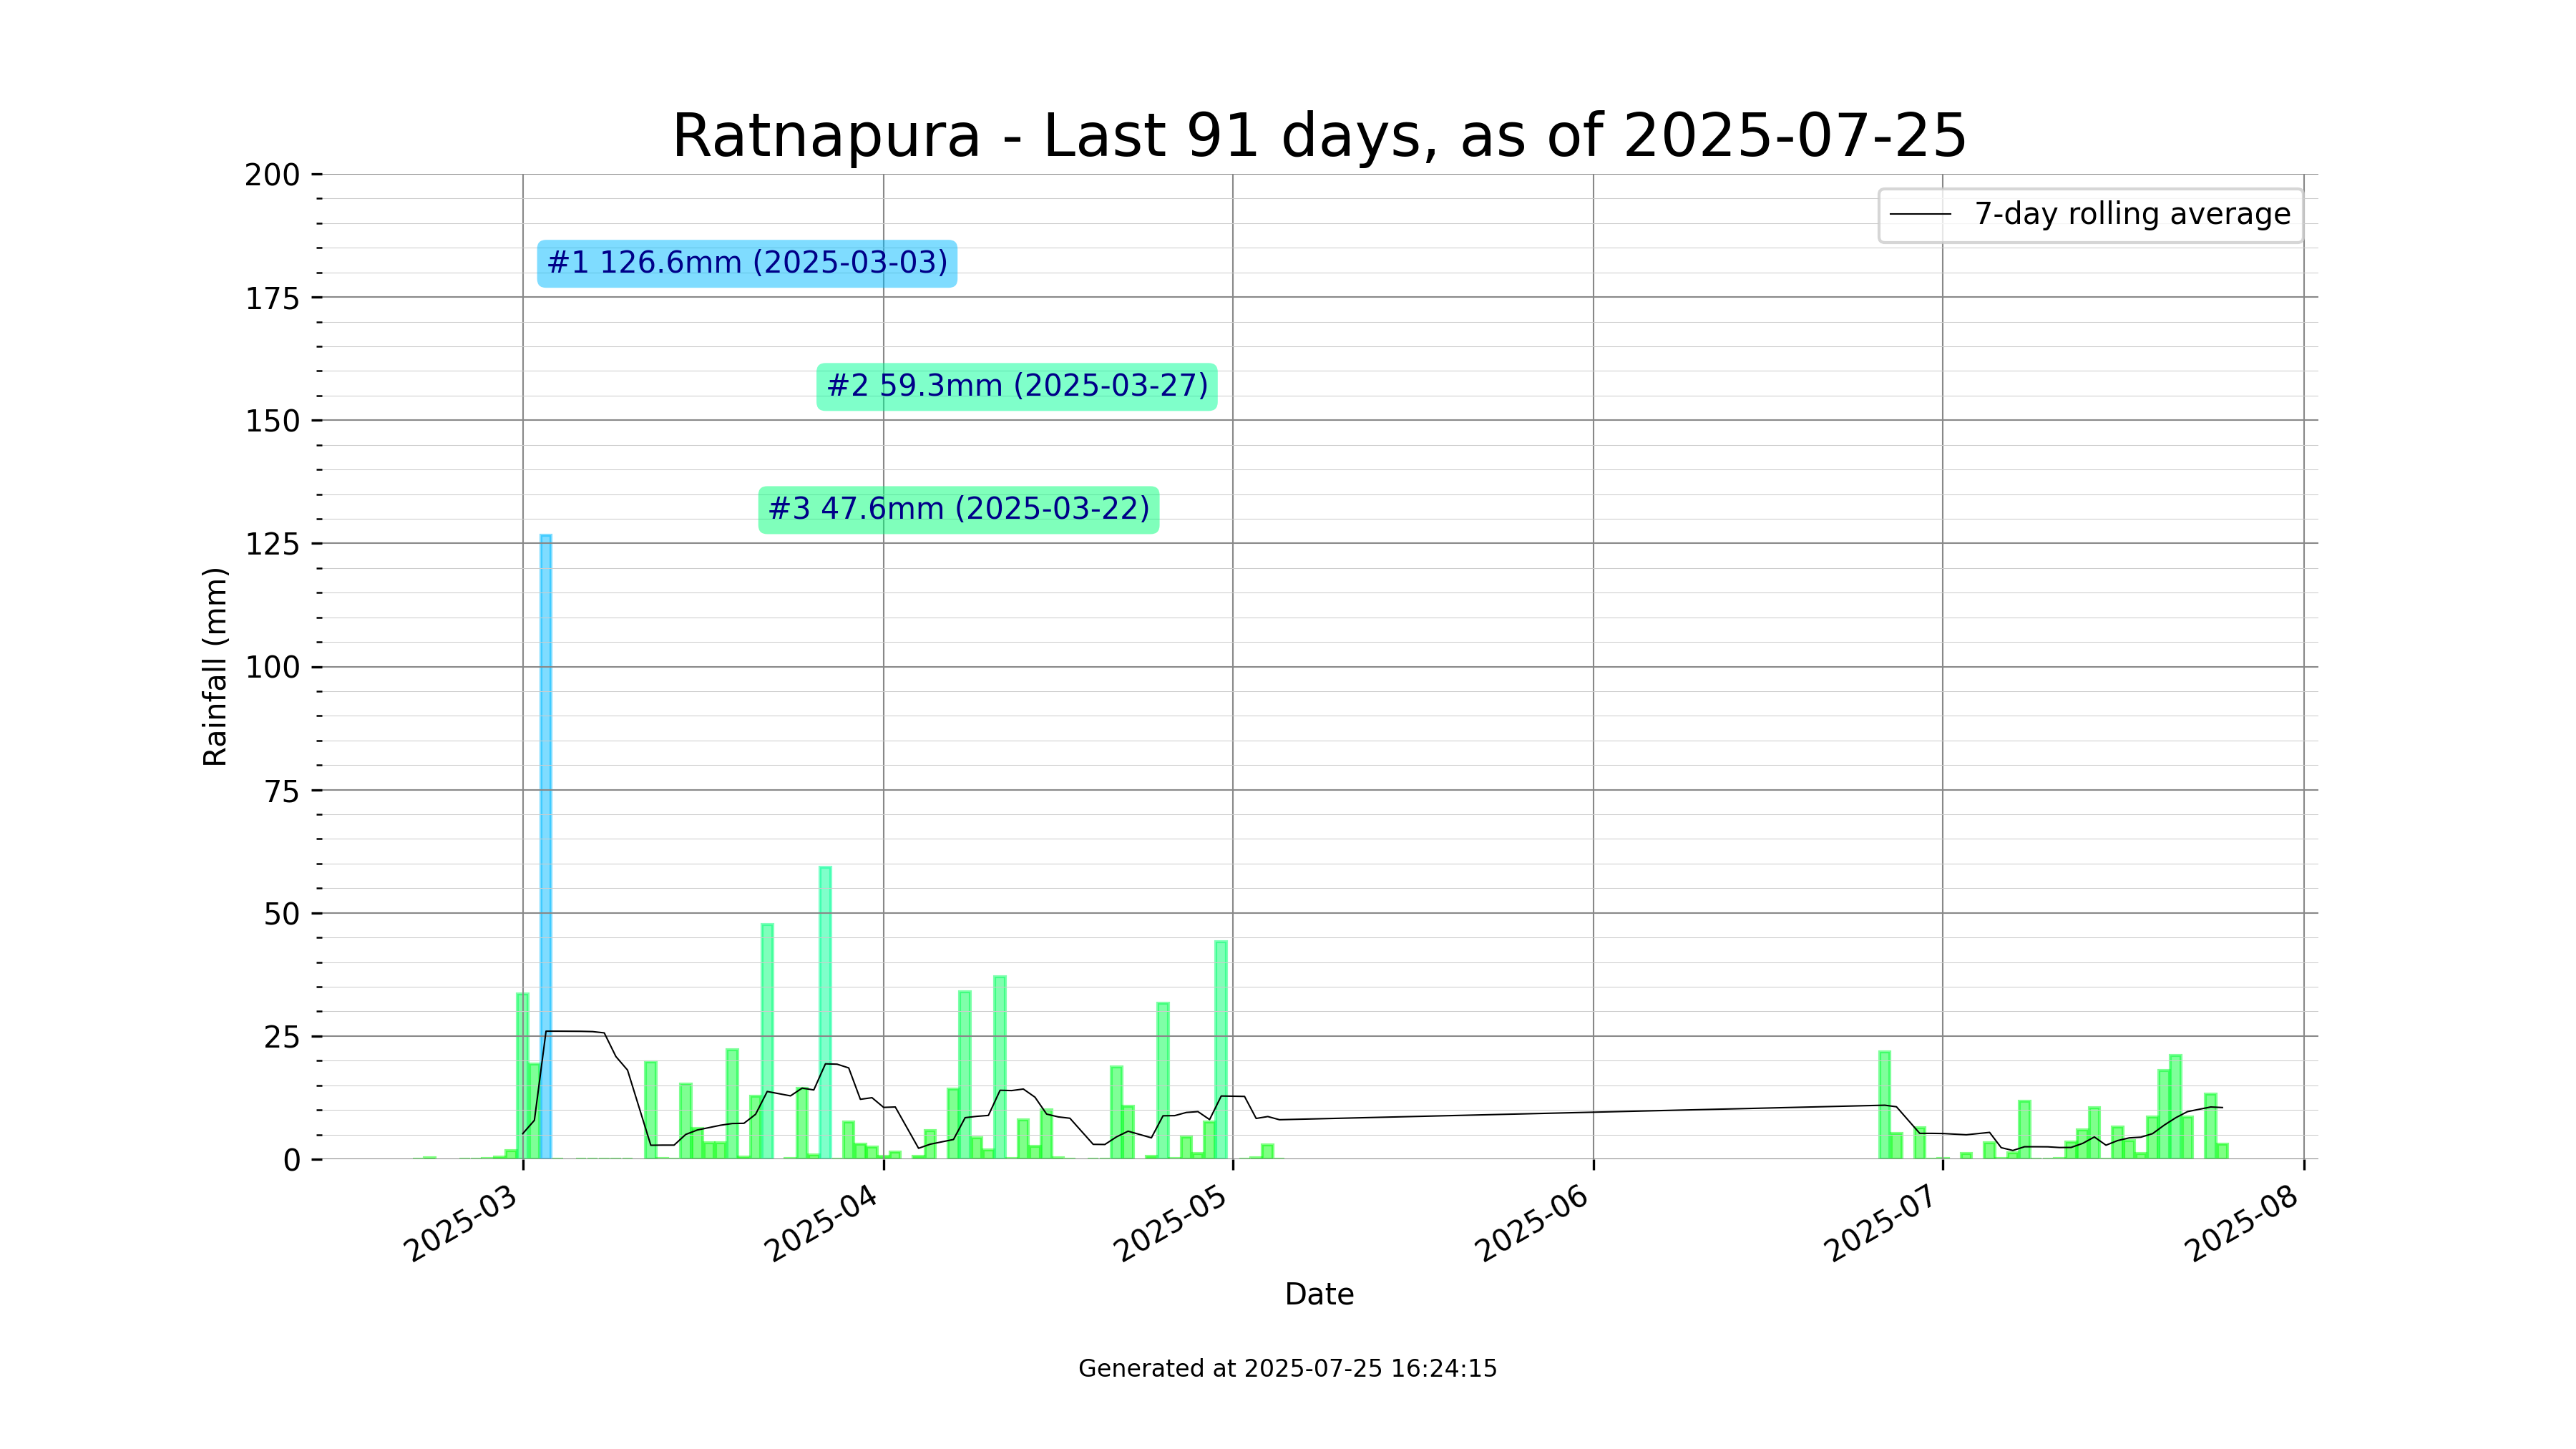 Ratnapura - Last 91 days, as of 2025-07-25
200
175
150
125
100
75
50
25
0
Rainfall (mm)
7-day rolling average
#1 126.6mm (2025-03-03)
#2 59.3mm (2025-03-27)
#3 47.6mm (2025-03-22)
2025-03
2025-04
2025-05
2025-06
2025-07
2025-08
Date
Generated at 2025-07-25 16:24:15